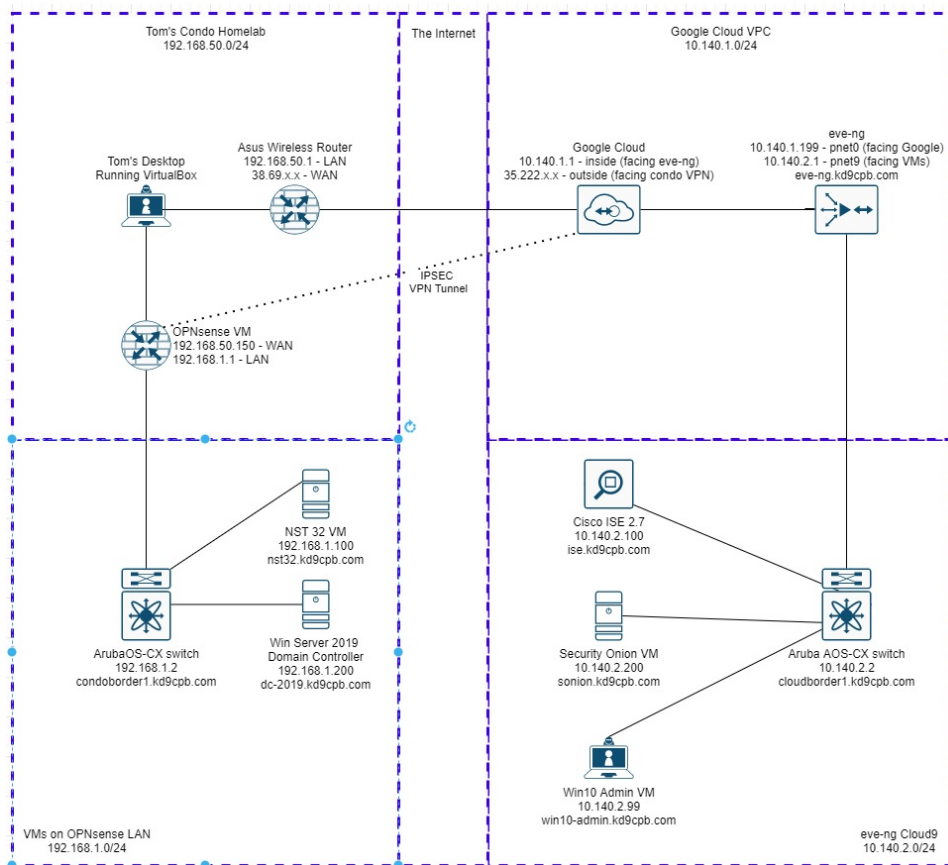 Tom's Condo Homelab
192.168.50.0/24
The Internet
Google Cloud VPC
10.140.1.0/24
Tom's Desktop
Running VirtualBox
Asus Wireless Router
192.168.50.1 - LAN
38.69.x.x - WAN
Google Cloud
10.140.1.1 - inside (facing eve-ng)
35.222.x.x - outside (facing condo VPN)
eve-ng
10.140.1.199 - pnet0 (facing Google)
10.140.2.1 - pnet9 (facing VMs)
eve-ng.kd9cpb.com
IPSEC
VPN Tunnel
OPNsense VM
192.168.50.150 - WAN
192.168.1.1 - LAN
NST 32 VM
192.168.1.100
nst32.kd9cpb.com
ArubaOS-CX switch
192.168.1.2
condoborder1.kd9cpb.com
Win Server 2019
Domain Controller
192.168.1.200
dc-2019.kd9cpb.com
Cisco ISE 2.7
10.140.2.100
ise.kd9cpb.com
Security Onion VM
10.140.2.200
sonion.kd9cpb.com
Aruba AOS-CX switch
10.140.2.2
cloudborder1.kd9cpb.com
Win10 Admin VM
10.140.2.99
win10-admin.kd9cpb.com
VMs on OPNsense LAN
192.168.1.0/24
eve-ng Cloud9
10.140.2.0/24